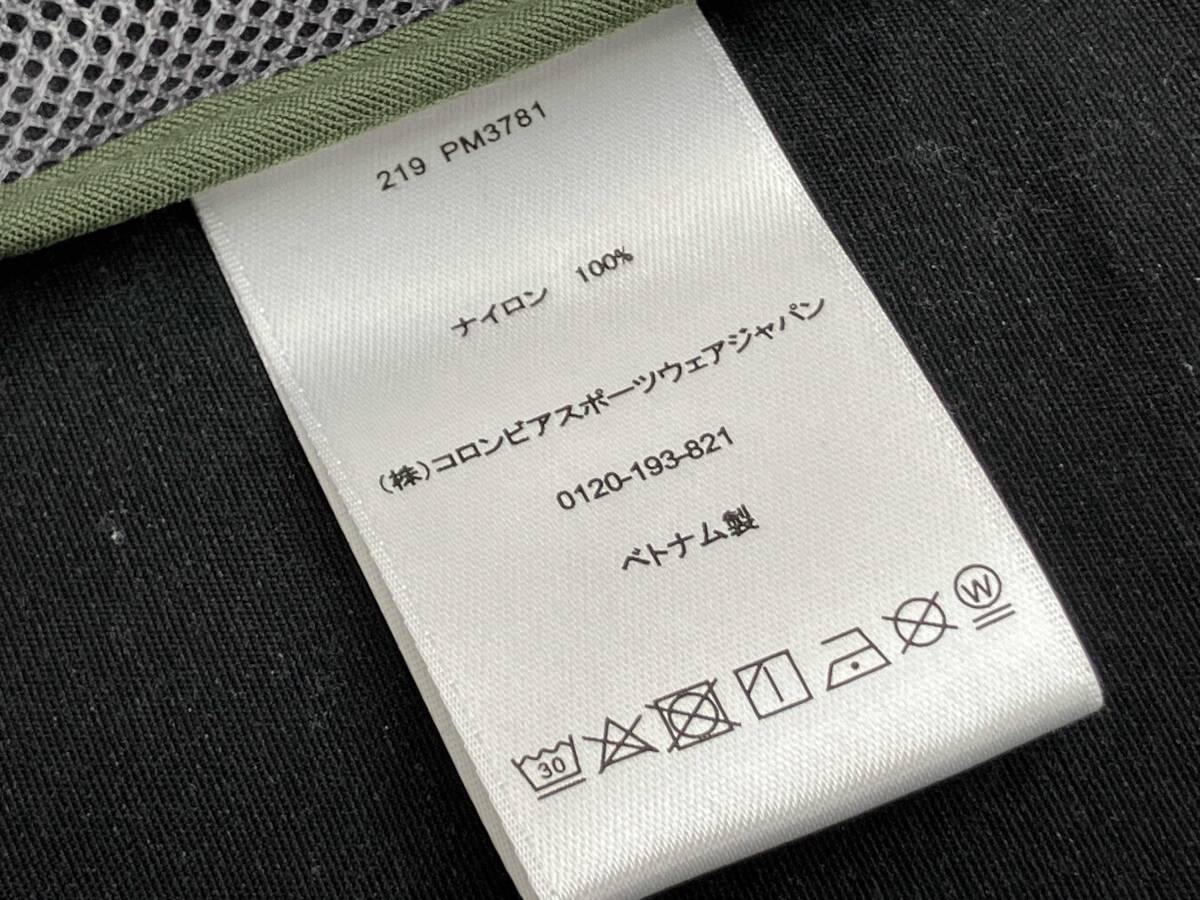 219 PM3781
ナイロン 100%
(株)コロンビアスポーツウェアジャパン
0120-193-821
ベトナム製
30 W